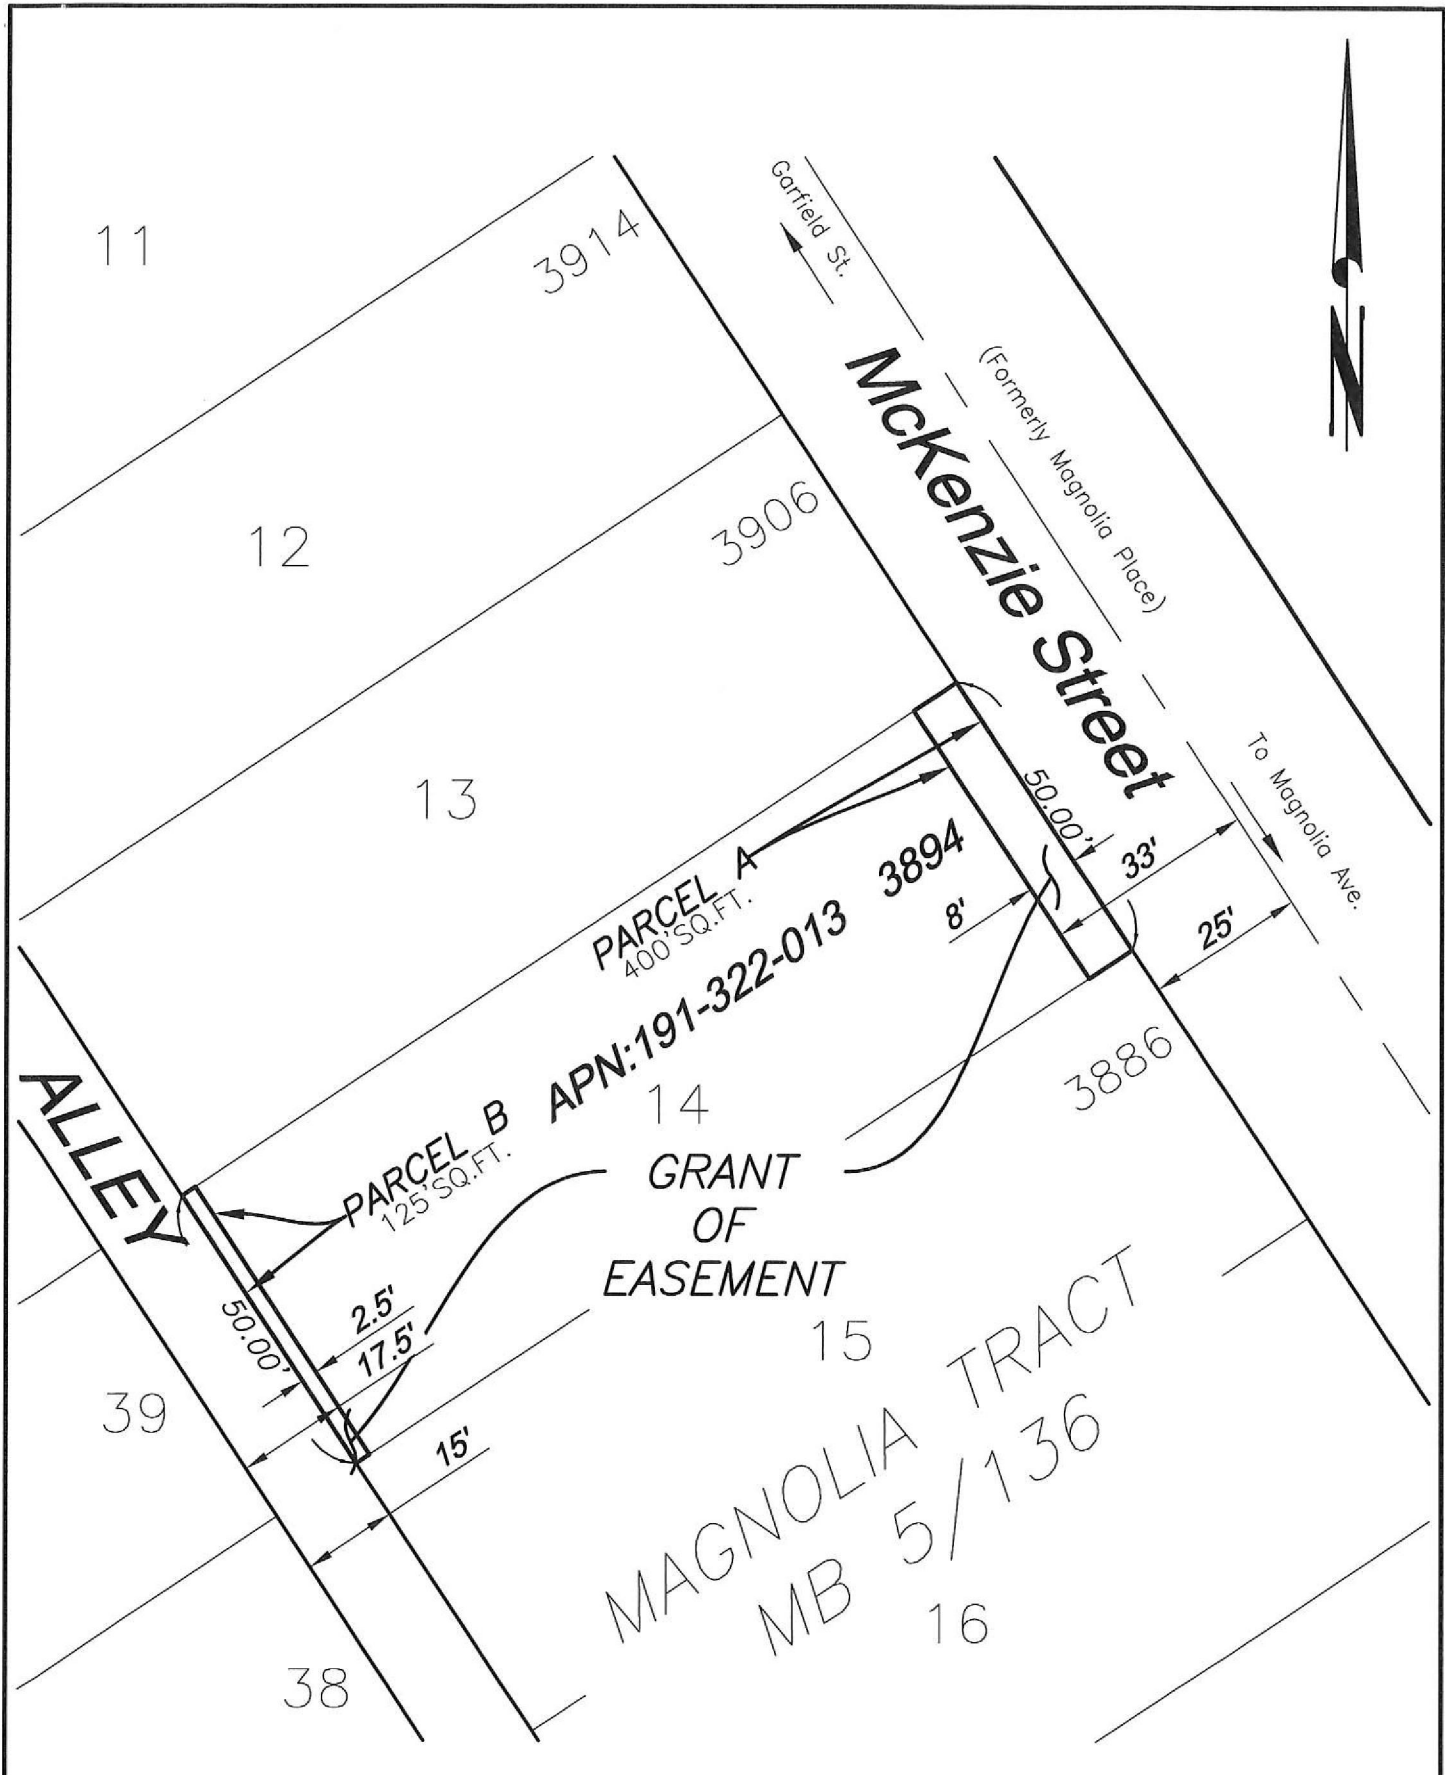 11
3914
Garfield St.
N
McKenzie Street
(Formerly Magnolia Place)
12
3906
13
To Magnolia Ave.
50.00'
33'
25'
8'
3894
PARCEL A
400'SQ.FT.
APN:191-322-013
14
3886
ALLEY
PARCEL B
125'SQ.FT.
GRANT
OF
EASEMENT
2.5'
17.5'
50.00'
15'
15
39
MAGNOLIA TRACT
MB 5/136
16
38